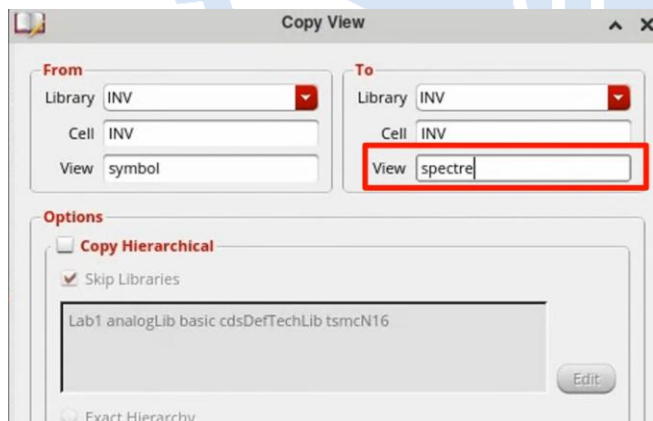 Copy View
From
Library INV
Cell INV
View symbol
To
Library INV
Cell INV
View spectre
Options
Copy Hierarchical
Skip Libraries
Lab1 analogLib basic cdsDefTechLib tsmcN16
Edit
Exact Hierarchy